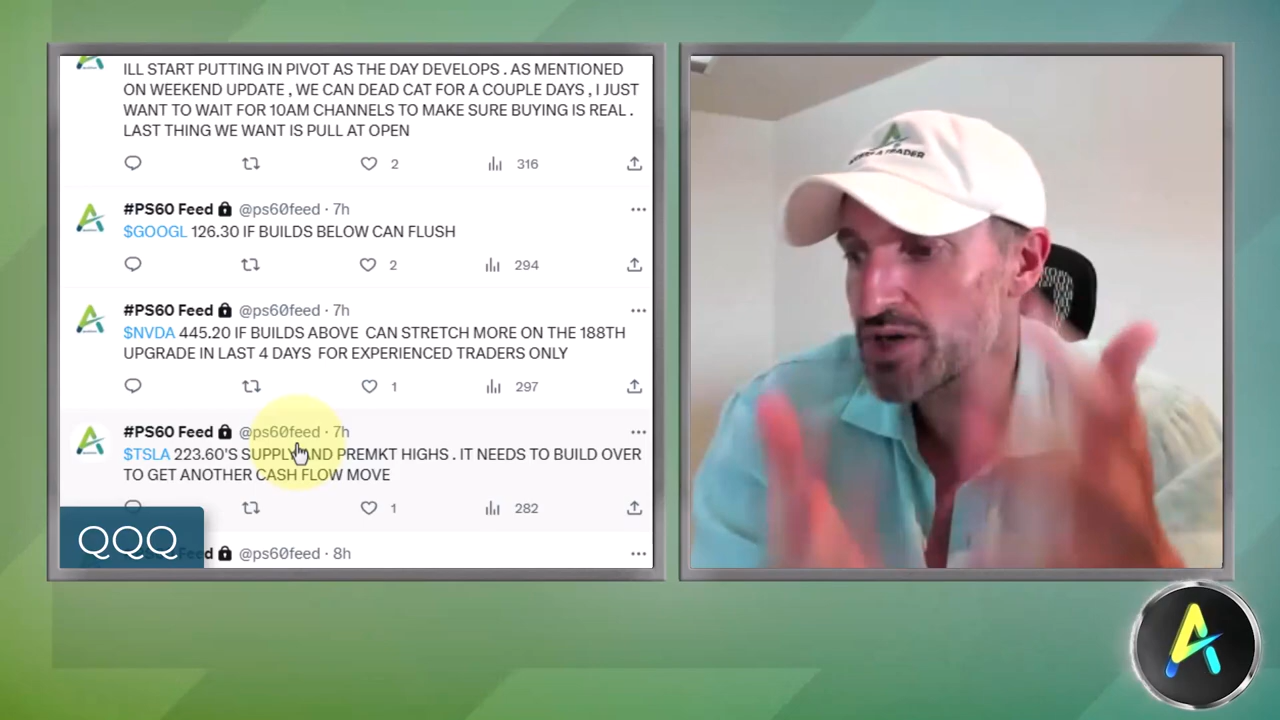 ILL START PUTTING IN PIVOT AS THE DAY DEVELOPS . AS MENTIONED
ON WEEKEND UPDATE , WE CAN DEAD CAT FOR A COUPLE DAYS , I JUST
WANT TO WAIT FOR 10AM CHANNELS TO MAKE SURE BUYING IS REAL .
LAST THING WE WANT IS PULL AT OPEN
2 316
#PS60 Feed @ps60feed · 7h
$GOOGL 126.30 IF BUILDS BELOW CAN FLUSH
2 294
#PS60 Feed @ps60feed · 7h
$NVDA 445.20 IF BUILDS ABOVE CAN STRETCH MORE ON THE 188TH
UPGRADE IN LAST 4 DAYS FOR EXPERIENCED TRADERS ONLY
1 297
#PS60 Feed @ps60feed · 7h
$TSLA 223.60'S SUPPLY AND PREMKT HIGHS . IT NEEDS TO BUILD OVER
TO GET ANOTHER CASH FLOW MOVE
1 282
QQQ
@ps60feed · 8h
TRADER